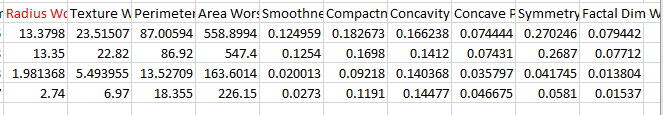 Radius Wo Texture W Perimeter Area Wors Smoothne Compactn Concavity Concave P Symmetry Factal Dim W
13.3798 23.51507 87.00594 558.8994 0.124959 0.182673 0.166238 0.074444 0.270246 0.079442
13.35 22.82 86.92 547.4 0.1254 0.1698 0.1412 0.07431 0.2687 0.07712
1.981368 5.493955 13.52709 163.6014 0.020013 0.09218 0.140368 0.035797 0.041745 0.013804
2.74 6.97 18.355 226.15 0.0273 0.1191 0.14477 0.046675 0.0581 0.01537